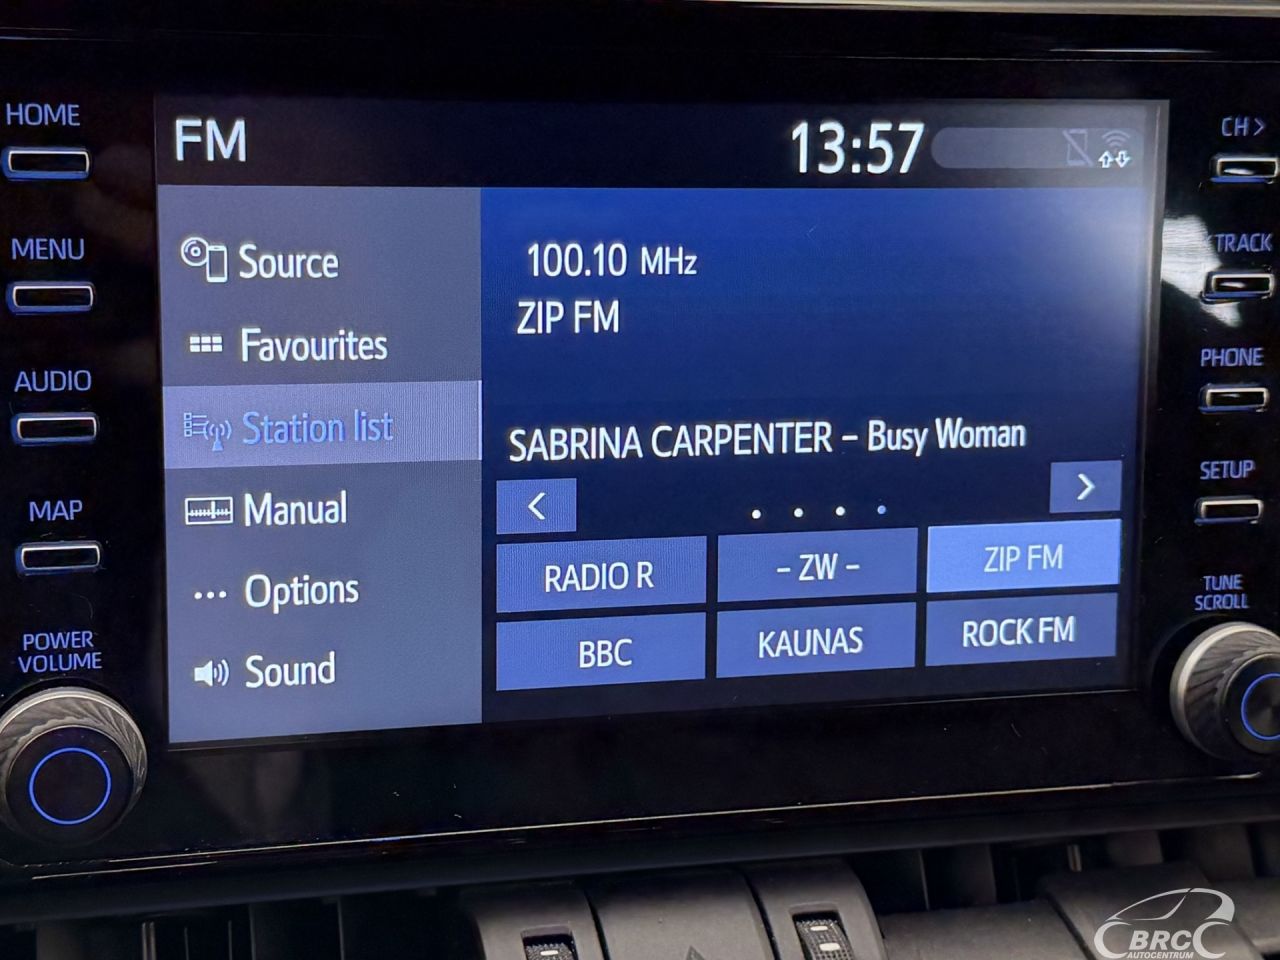 HOME
MENU
AUDIO
MAP
POWER
VOLUME
FM
13:57
Source
Favourites
Station list
Manual
Options
Sound
100.10 MHz
ZIP FM
SABRINA CARPENTER – Busy Woman
<
>
RADIO R
– ZW –
ZIP FM
BBC
KAUNAS
ROCK FM
CH >
TRACK
PHONE
SETUP
TUNE
SCROLL
BRC
AUTOCENTRUM